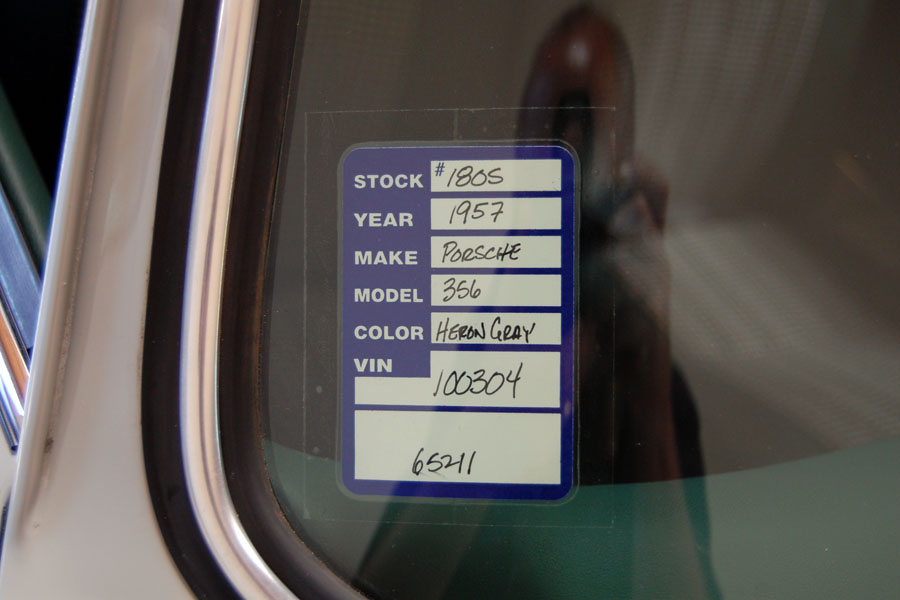 STOCK #1805
YEAR 1957
MAKE PORSCHE
MODEL 356
COLOR HERON GRAY
VIN 100304
65211